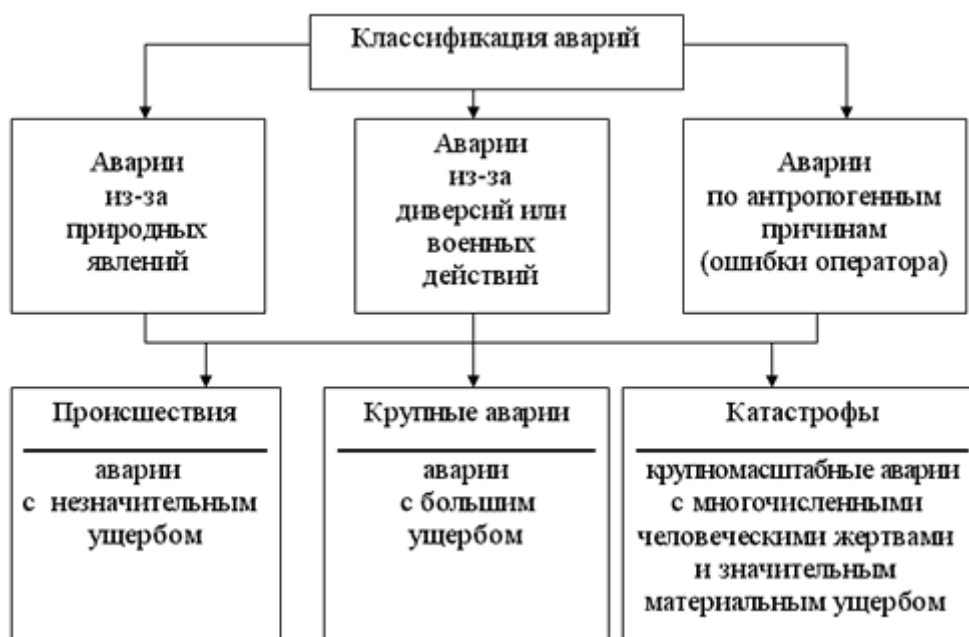 Классификация аварий
Аварии
из-за
природных
явлений
Аварии
из-за
диверсий или
военных
действий
Аварии
по антропогенным
причинам
(ошибки оператора)
Происшествия
аварии
с незначительным
ущербом
Крупные аварии
аварии
с большим
ущербом
Катастрофы
крупномасштабные аварии
с многочисленными
человеческими жертвами
и значительным
материальным ущербом